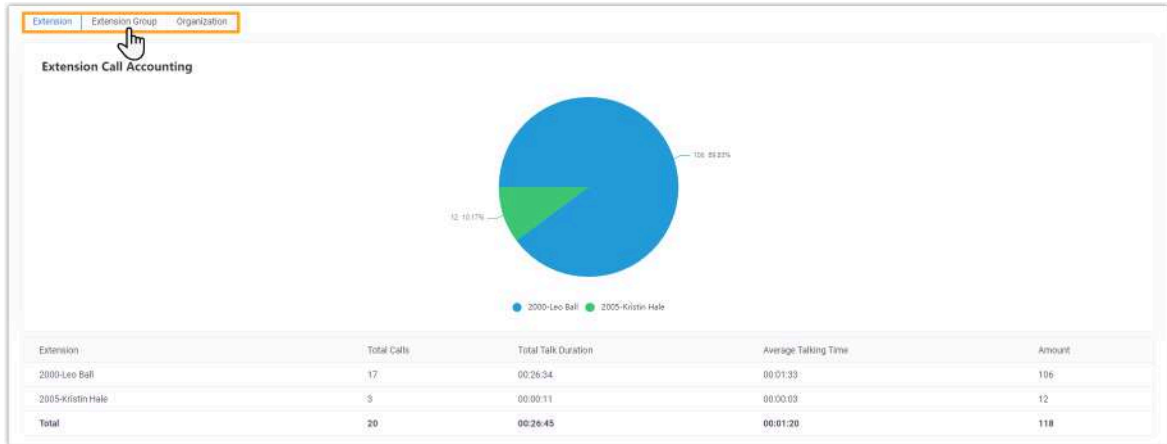 Extension Extension Group Organization
Extension Call Accounting
106 89.83%
12 10.17%
2000-Leo Ball 2005-Kristin Hale
Extension Total Calls Total Talk Duration Average Talking Time Amount
2000-Leo Ball 17 00:26:34 00:01:33 106
2005-Kristin Hale 3 00:00:11 00:00:03 12
Total 20 00:26:45 00:01:20 118